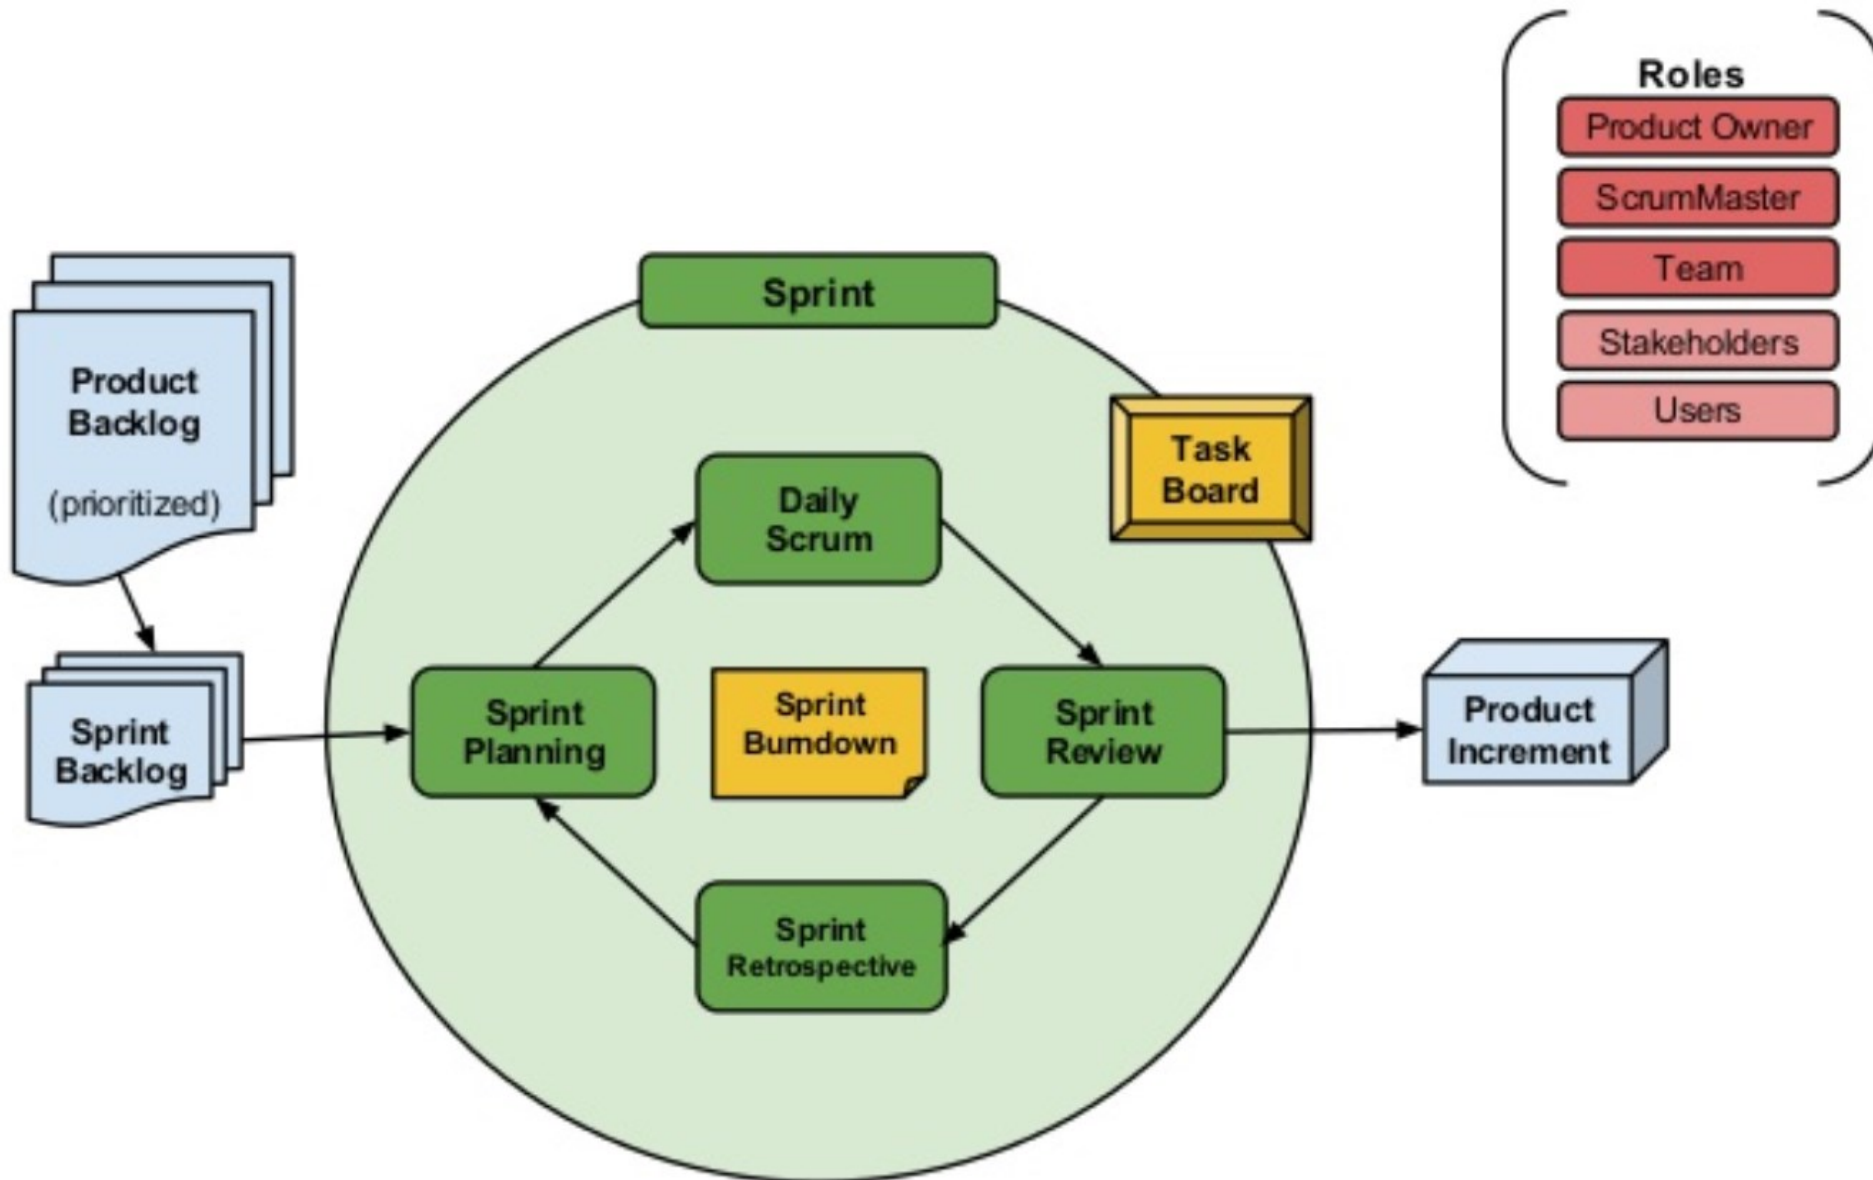 Roles
Product Owner
ScrumMaster
Team
Stakeholders
Users
Sprint
Product
Backlog
(prioritized)
Task
Board
Daily
Scrum
Sprint
Backlog
Sprint
Planning
Sprint
Burndown
Sprint
Review
Product
Increment
Sprint
Retrospective